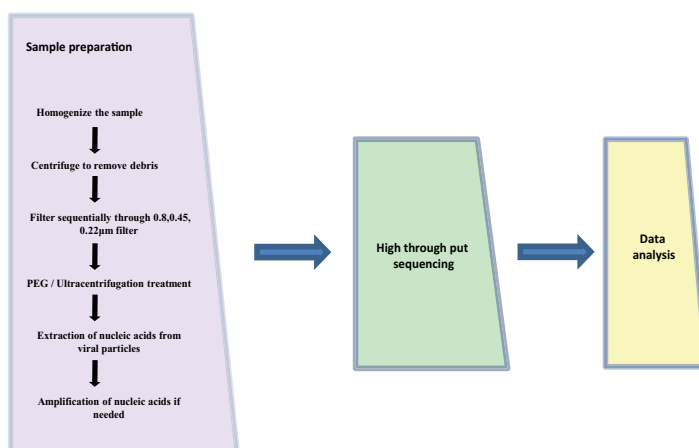 Sample preparation
Homogenize the sample
Centrifuge to remove debris
Filter sequentially through 0.8,0.45,
0.22µm filter
PEG / Ultracentrifugation treatment
Extraction of nucleic acids from
viral particles
Amplification of nucleic acids if
needed
High through put
sequencing
Data
analysis